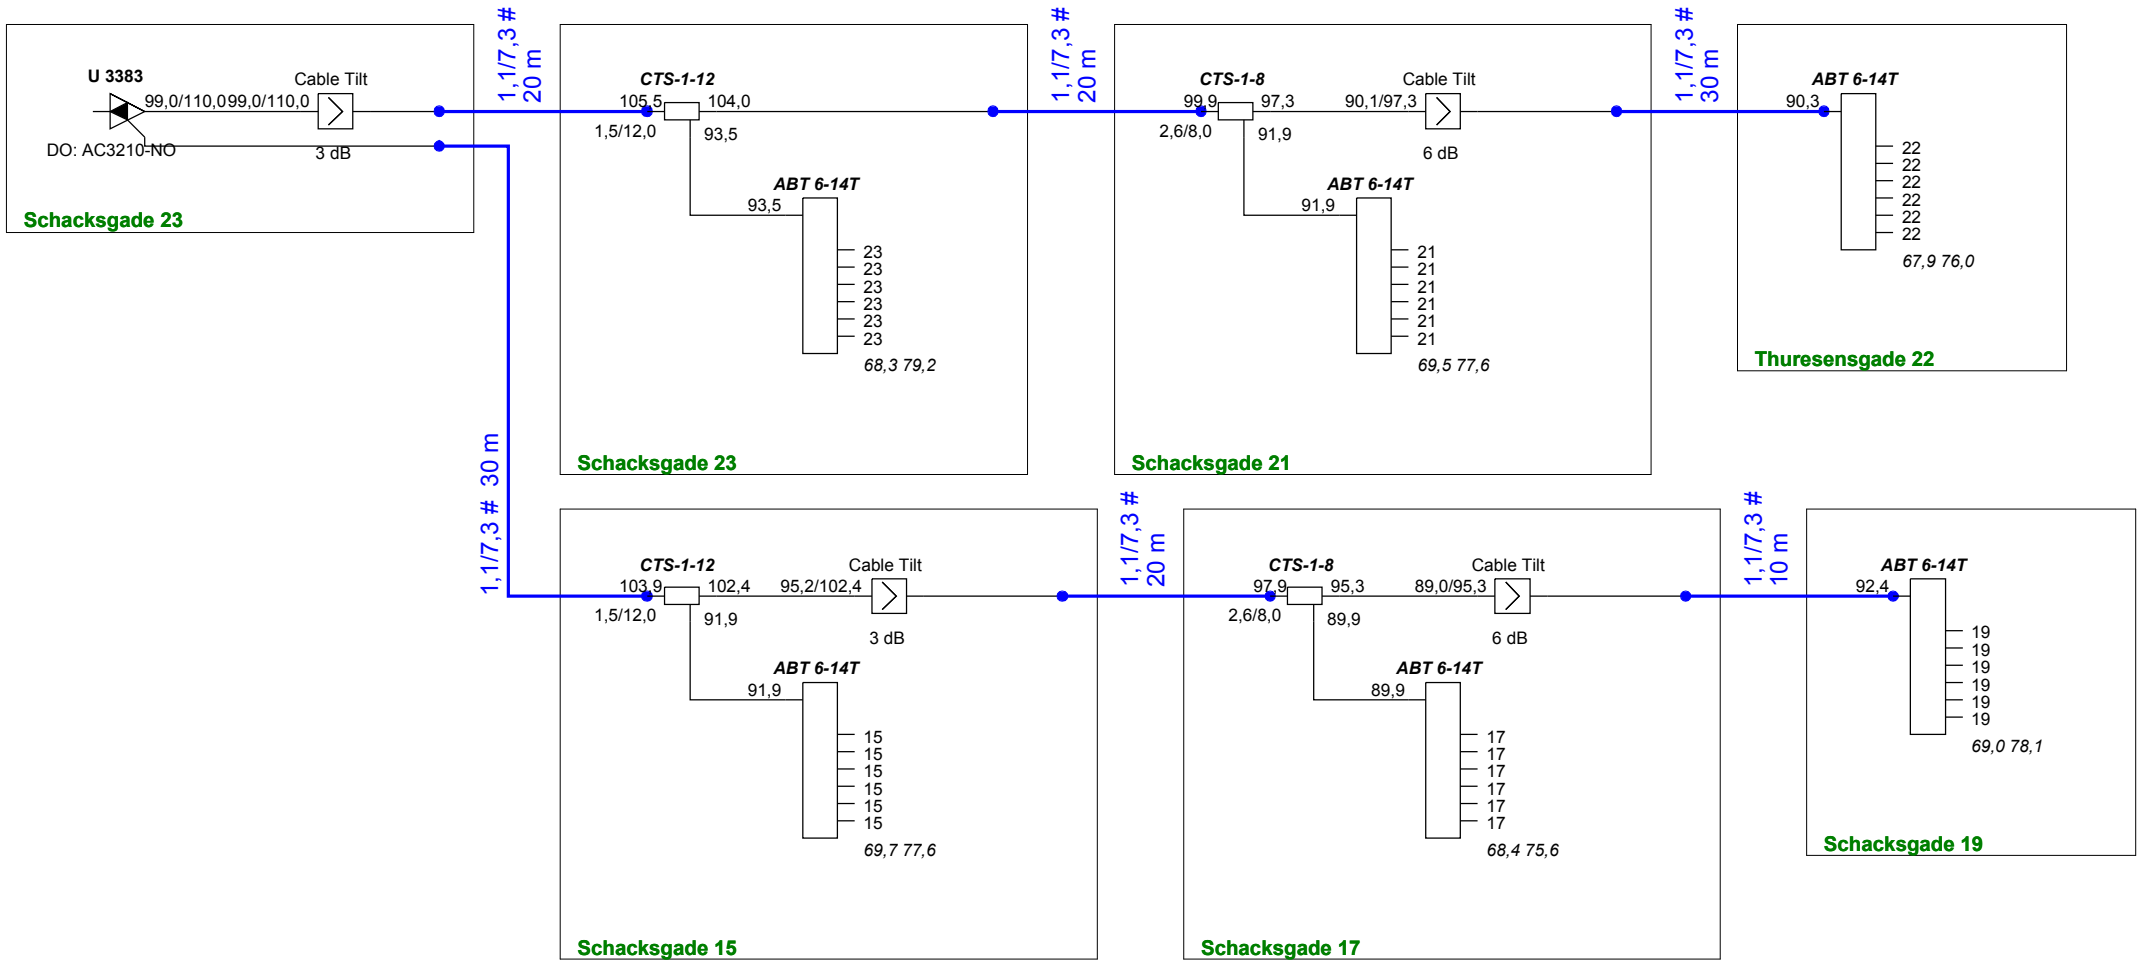 U 3383
99,0/110,0
99,0/110,0
Cable Tilt
3 dB
DO: AC3210-NO
Schacksgade 23
1,1/7,3 #
20 m
CTS-1-12
105,5
104,0
1,5/12,0
93,5
ABT 6-14T
93,5
23
23
23
23
23
23
68,3 79,2
Schacksgade 23
1,1/7,3 #
20 m
CTS-1-8
99,9
97,3
2,6/8,0
91,9
90,1/97,3
Cable Tilt
6 dB
ABT 6-14T
91,9
21
21
21
21
21
21
69,5 77,6
Schacksgade 21
1,1/7,3 #
30 m
ABT 6-14T
90,3
22
22
22
22
22
22
67,9 76,0
Thuresensgade 22
1,1/7,3 # 30 m
CTS-1-12
103,9
102,4
1,5/12,0
91,9
95,2/102,4
Cable Tilt
3 dB
ABT 6-14T
91,9
15
15
15
15
15
15
69,7 77,6
Schacksgade 15
1,1/7,3 #
20 m
CTS-1-8
97,9
95,3
2,6/8,0
89,9
89,0/95,3
Cable Tilt
6 dB
ABT 6-14T
89,9
17
17
17
17
17
17
68,4 75,6
Schacksgade 17
1,1/7,3 #
10 m
ABT 6-14T
92,4
19
19
19
19
19
19
69,0 78,1
Schacksgade 19